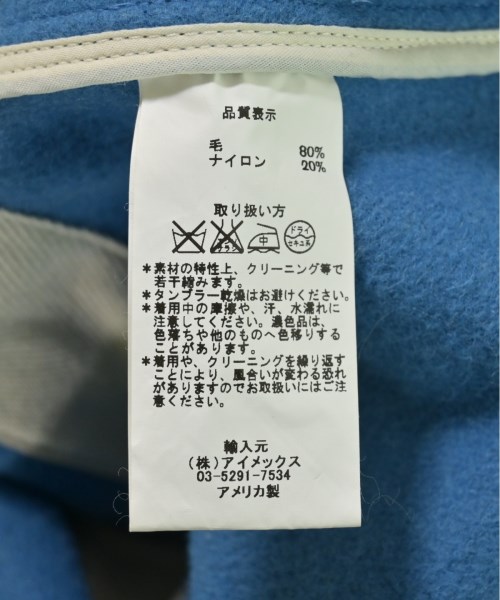 品質表示
毛 80%
ナイロン 20%
取り扱い方
エンソサラシ 中 ドライ セキユ系
*素材の特性上、クリーニング等で
若干縮みます。
*タンブラー乾燥はお避けください。
*着用中の摩擦や、汗、水濡れに
注意してください。濃色品は、
色落ちや他のものへ色移りする
ことがあります。
*着用や、クリーニングを繰り返す
ことにより、風合いが変わる恐れ
がありますのでお取扱いにはご注
意ください。
輸入元
(株)アイメックス
03-5291-7534
アメリカ製